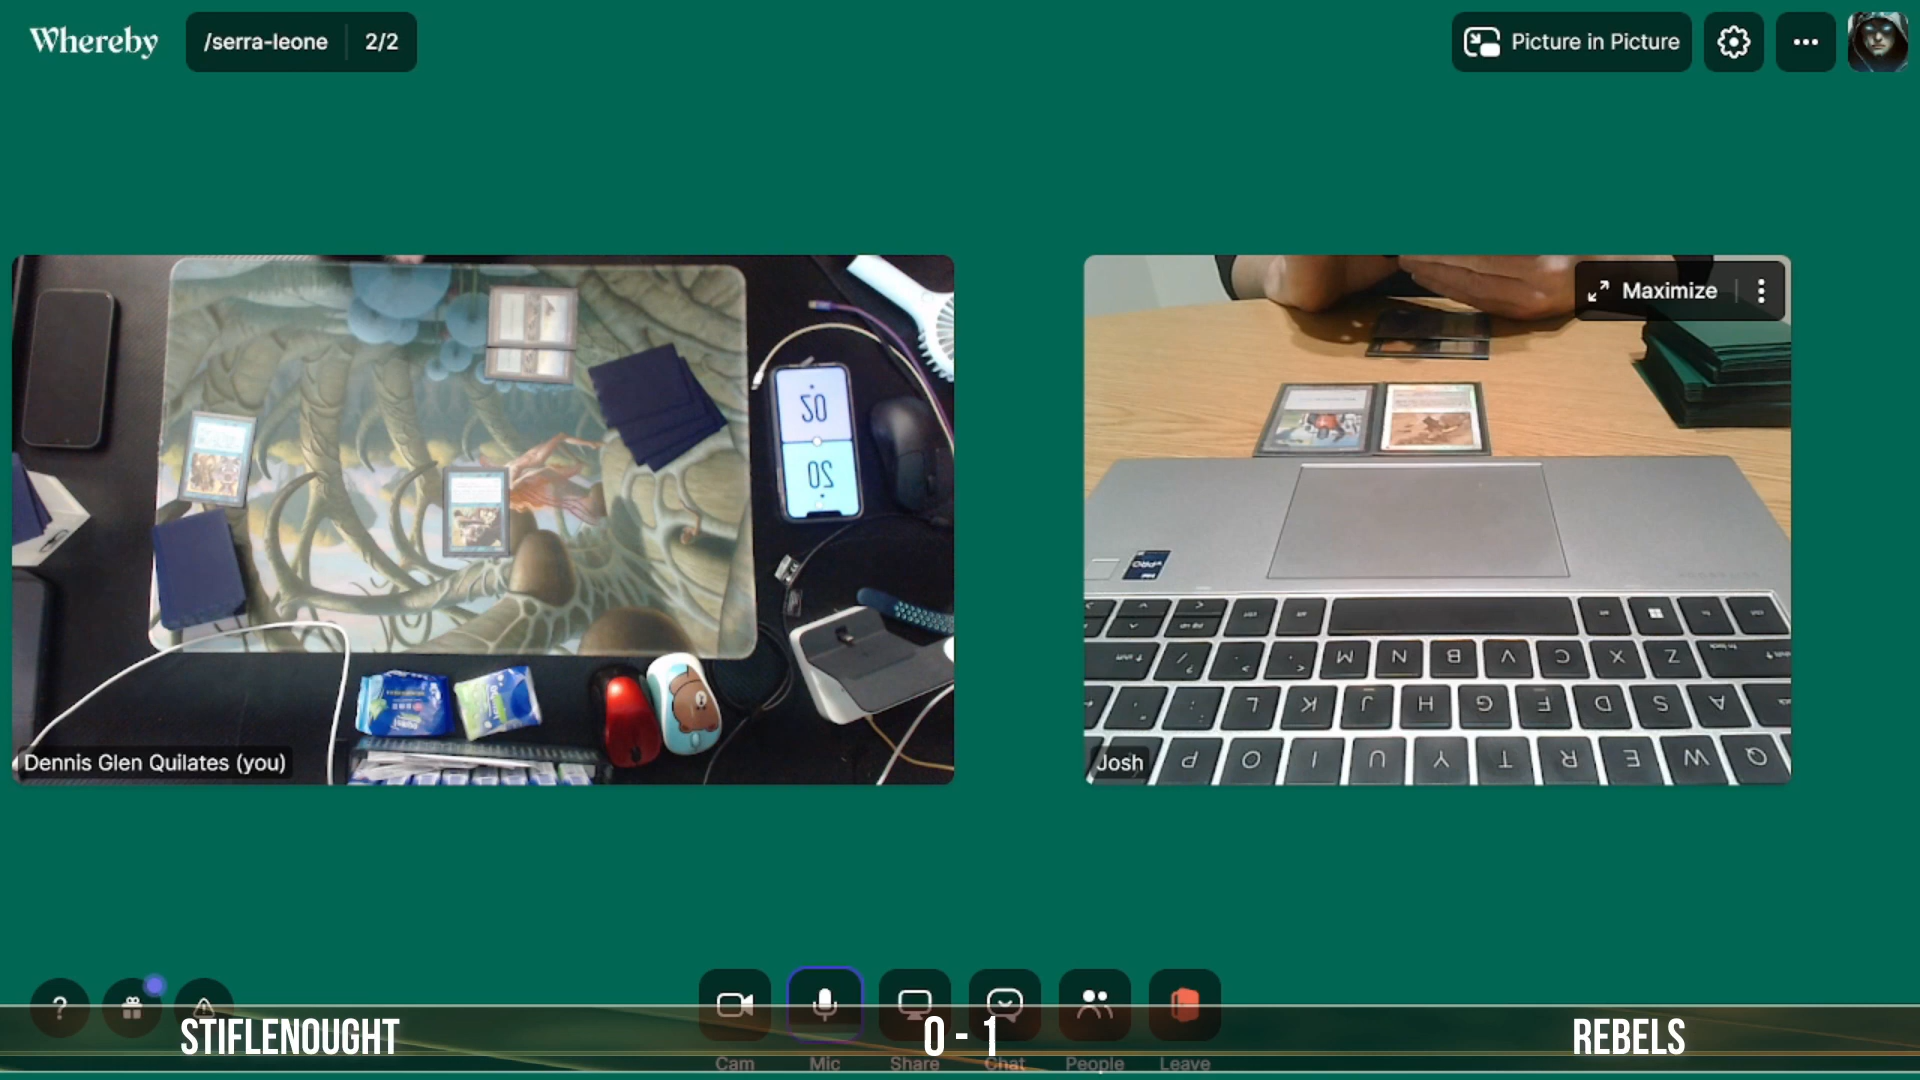 Whereby
/serra-leone 2/2
Picture in Picture
Maximize
20
20
Dennis Glen Quilates (you)
Josh
M N B V C X Z
L K J H G F D S A
P O I U Y T R E W Q
STIFLENOUGHT
0 - 1
REBELS
Cam
Mic
Share
Chat
People
Leave